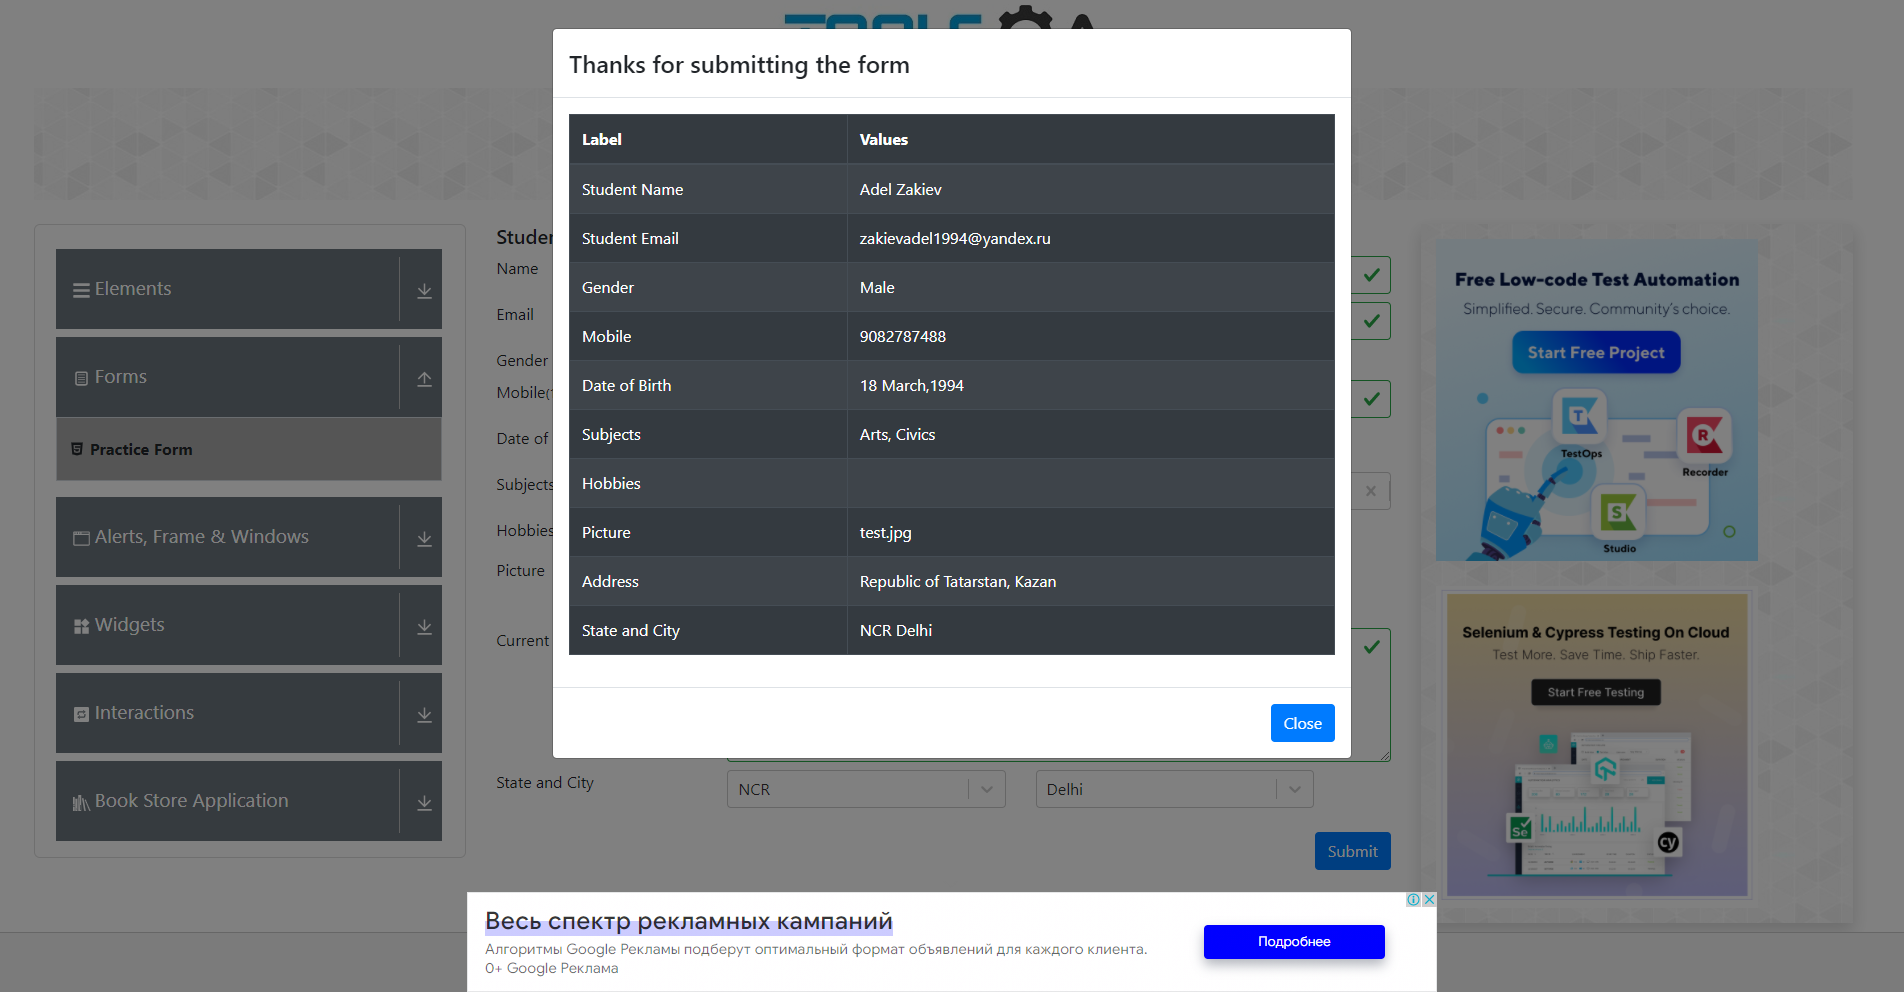 Thanks for submitting the form
Label Values
Student Name Adel Zakiev
Student Email zakievadel1994@yandex.ru
Gender Male
Mobile 9082787488
Date of Birth 18 March,1994
Subjects Arts, Civics
Hobbies
Picture test.jpg
Address Republic of Tatarstan, Kazan
State and City NCR Delhi
Close
Elements
Forms
Practice Form
Alerts, Frame & Windows
Widgets
Interactions
Book Store Application
Name
Email
Gender
Date of
Subjects
Hobbies
Picture
Current
State and City NCR Delhi
Submit
Free Low-code Test Automation
Simplified. Secure. Community's choice.
Start Free Project
TestOps
Recorder
Studio
Selenium & Cypress Testing On Cloud
Test More. Save Time. Ship Faster.
Start Free Testing
Se
cy
Весь спектр рекламных кампаний
Алгоритмы Google Рекламы подберут оптимальный формат объявлений для каждого клиента.
0+ Google Реклама
Подробнее